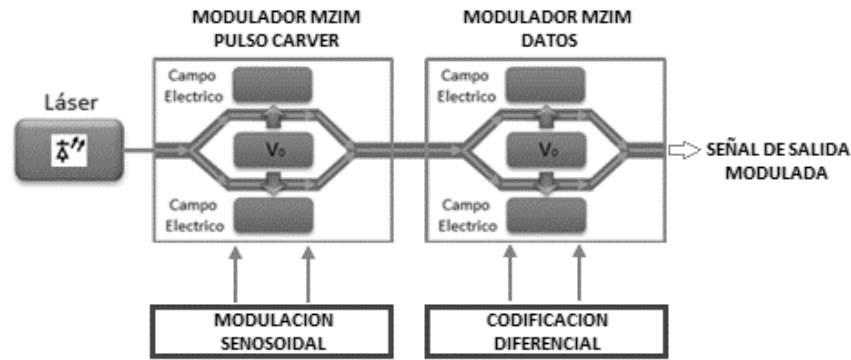 MODULADOR MZIM
PULSO CARVER
MODULADOR MZIM
DATOS
Láser
Campo
Electrico
V₀
Campo
Electrico
Campo
Electrico
V₀
Campo
Electrico
SEÑAL DE SALIDA
MODULADA
MODULACION
SENOSOIDAL
CODIFICACION
DIFERENCIAL